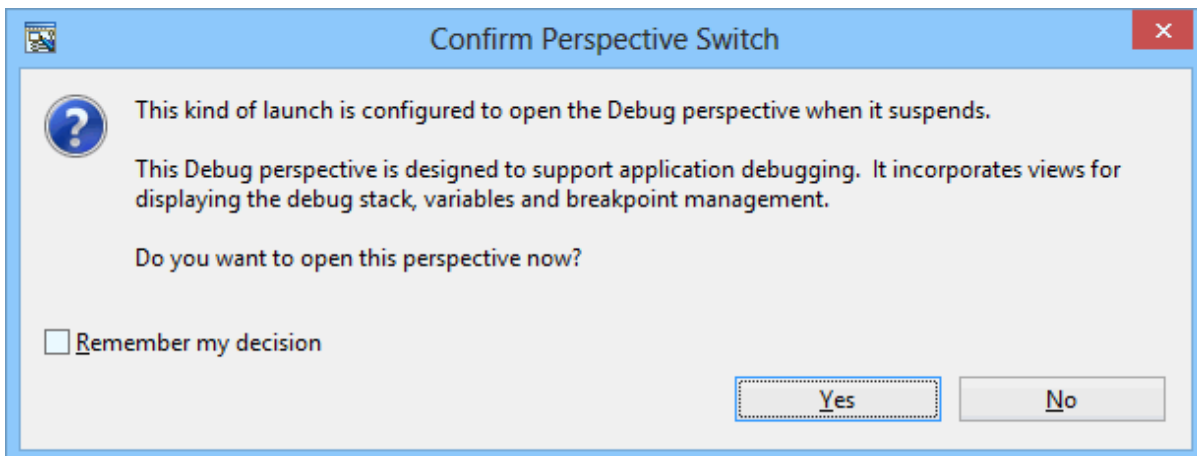 Confirm Perspective Switch
This kind of launch is configured to open the Debug perspective when it suspends.
This Debug perspective is designed to support application debugging.  It incorporates views for
displaying the debug stack, variables and breakpoint management.
Do you want to open this perspective now?
Remember my decision
Yes
No